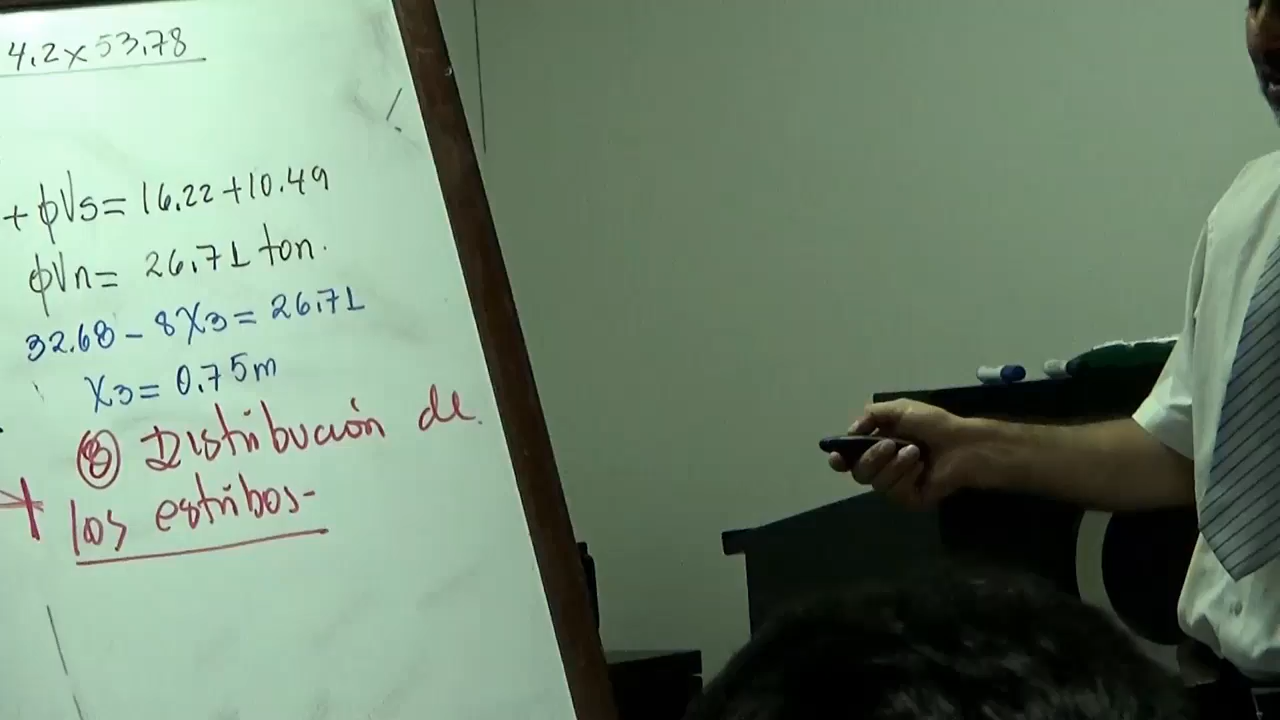 4.2x53.78
+ φVs= 16.22+10.49
φVn= 26.71 ton.
32.68 - 8X3= 26.71
X3= 0.75m
⑧ Distribución de
los estribos-